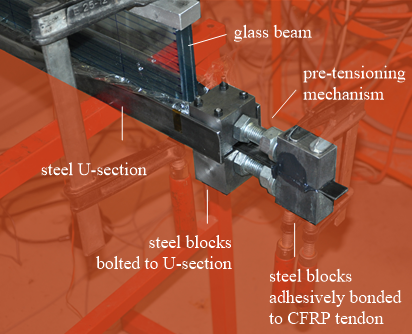 glass beam
pre-tensioning
mechanism
steel U-section
steel blocks
bolted to U-section
steel blocks
adhesively bonded
to CFRP tendon